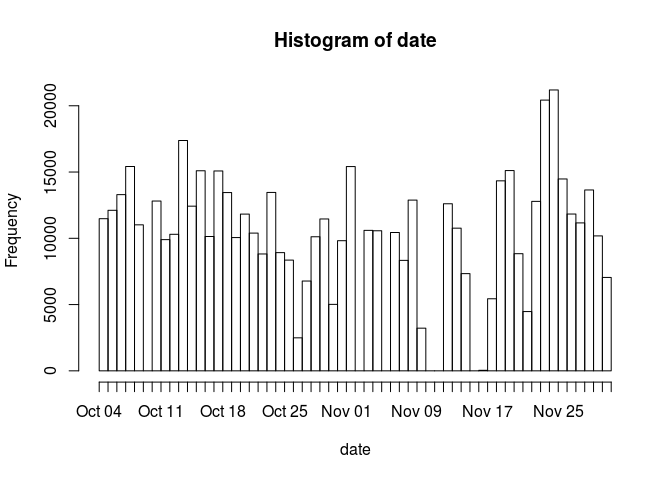 Histogram of date
Frequency
20000
15000
10000
5000
0
Oct 04 Oct 11 Oct 18 Oct 25 Nov 01 Nov 09 Nov 17 Nov 25
date